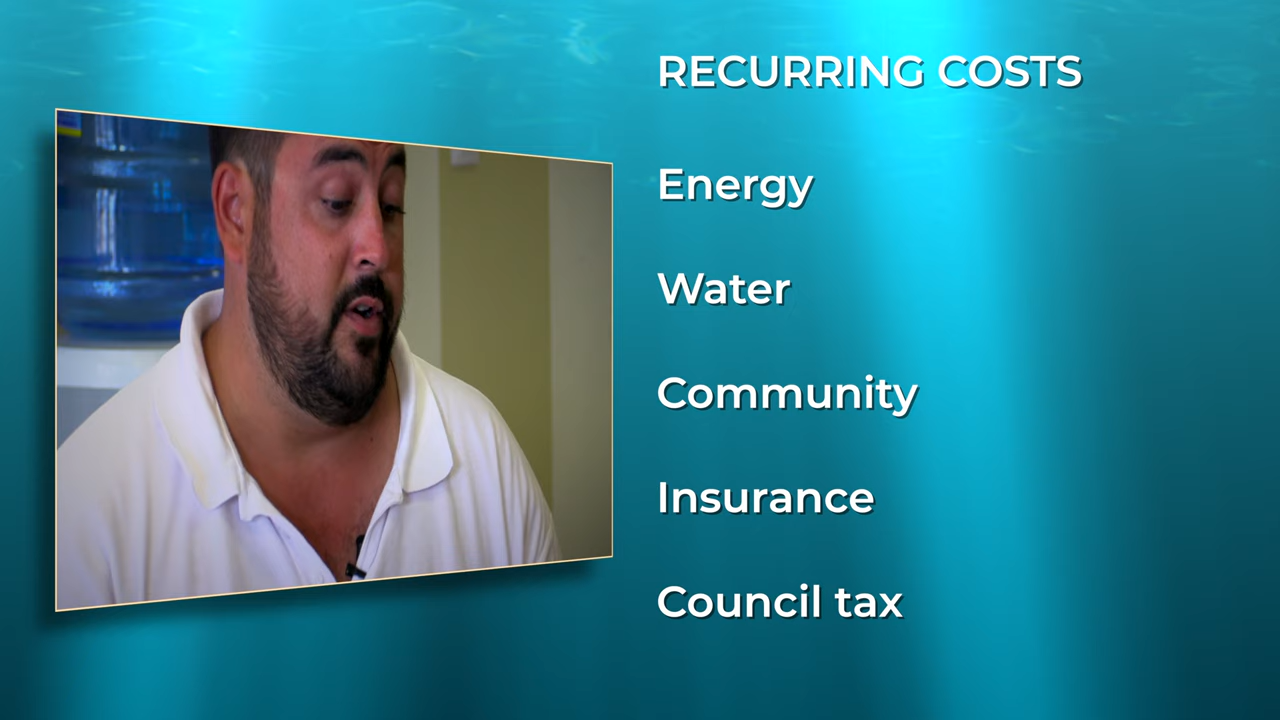 RECURRING COSTS
Energy
Water
Community
Insurance
Council tax